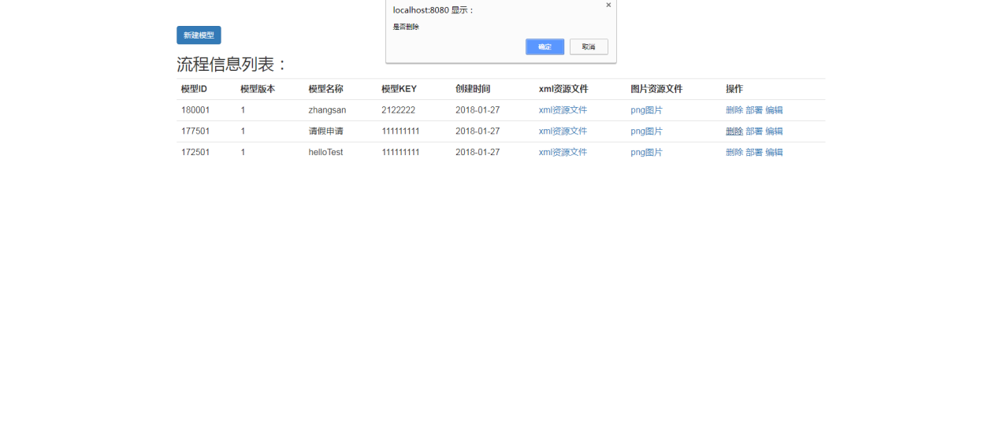 localhost:8080 显示：
×
是否删除
确定 取消
新建模型
流程信息列表：
模型ID 模型版本 模型名称 模型KEY 创建时间 xml资源文件 图片资源文件 操作
180001 1 zhangsan 2122222 2018-01-27 xml资源文件 png图片 删除 部署 编辑
177501 1 请假申请 111111111 2018-01-27 xml资源文件 png图片 删除 部署 编辑
172501 1 helloTest 111111111 2018-01-27 xml资源文件 png图片 删除 部署 编辑